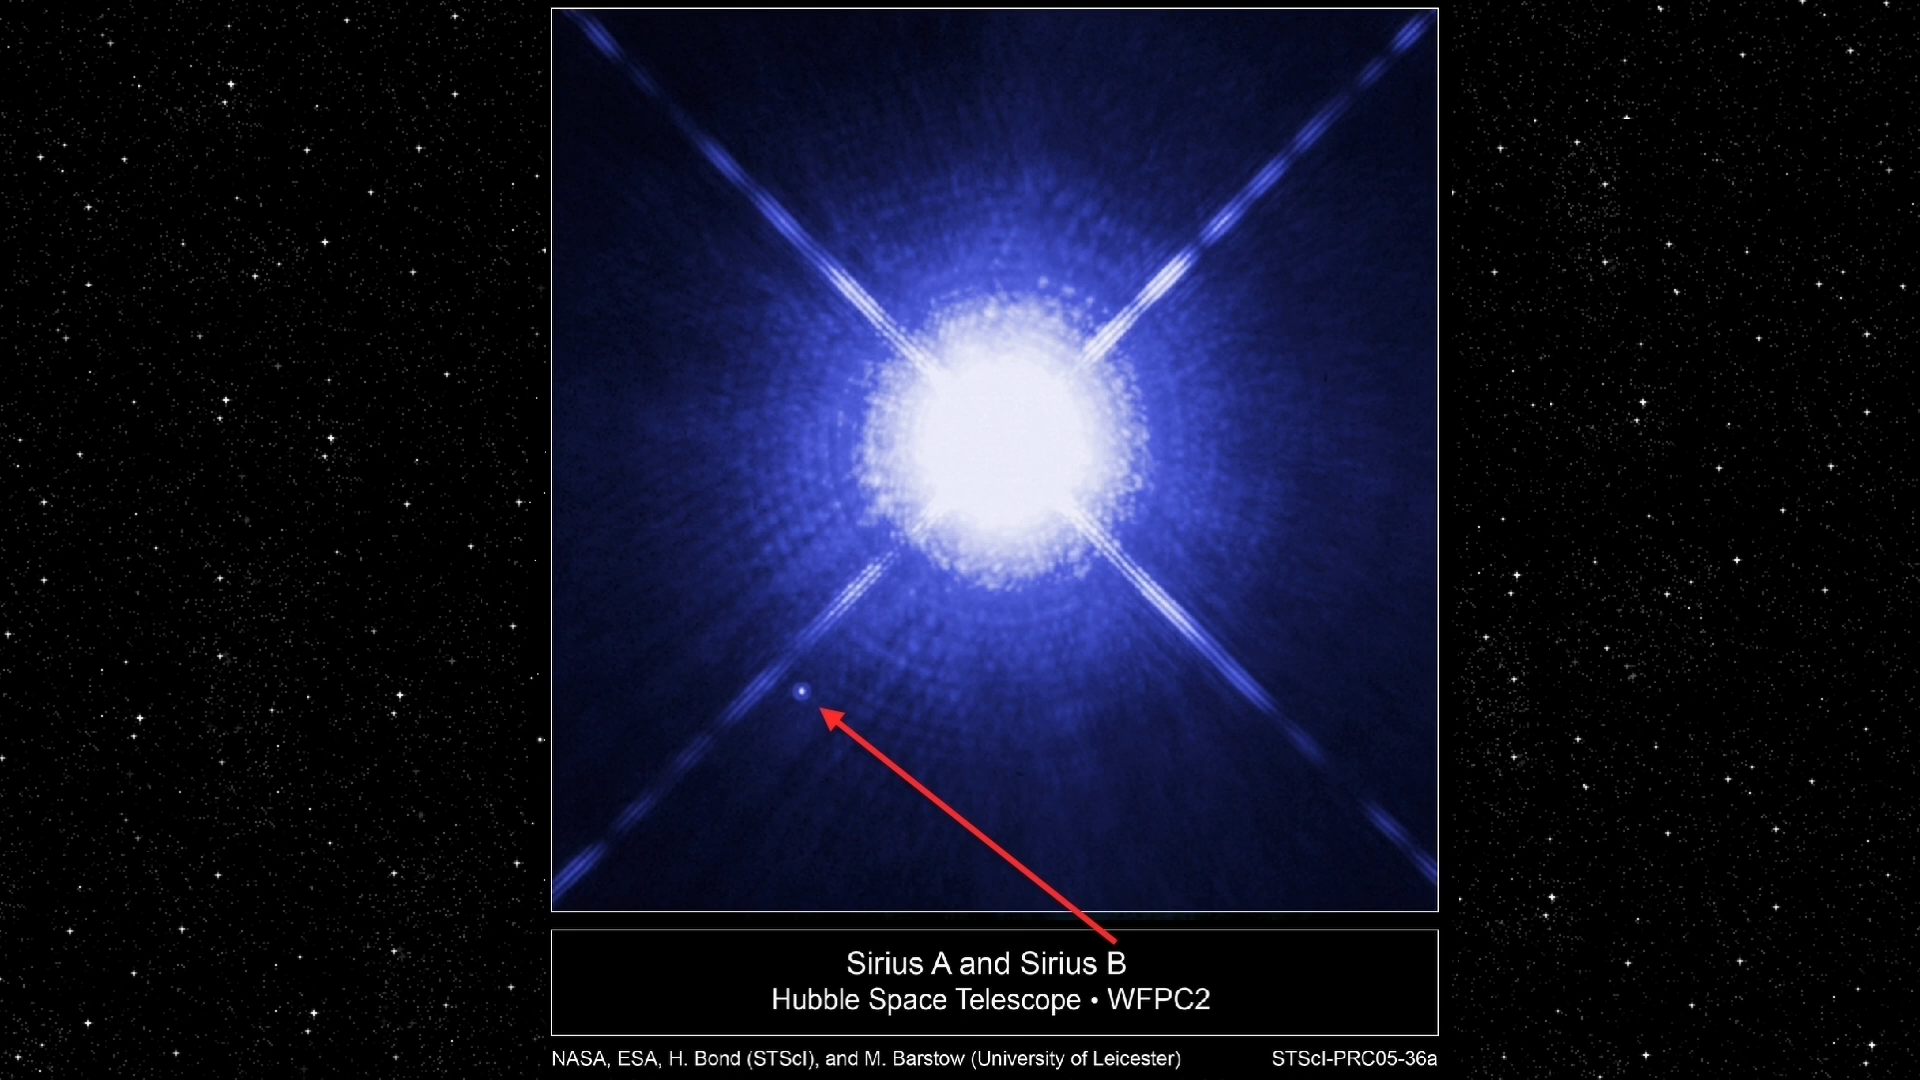 Sirius A and Sirius B
Hubble Space Telescope • WFPC2
NASA, ESA, H. Bond (STScI), and M. Barstow (University of Leicester)
STScI-PRC05-36a